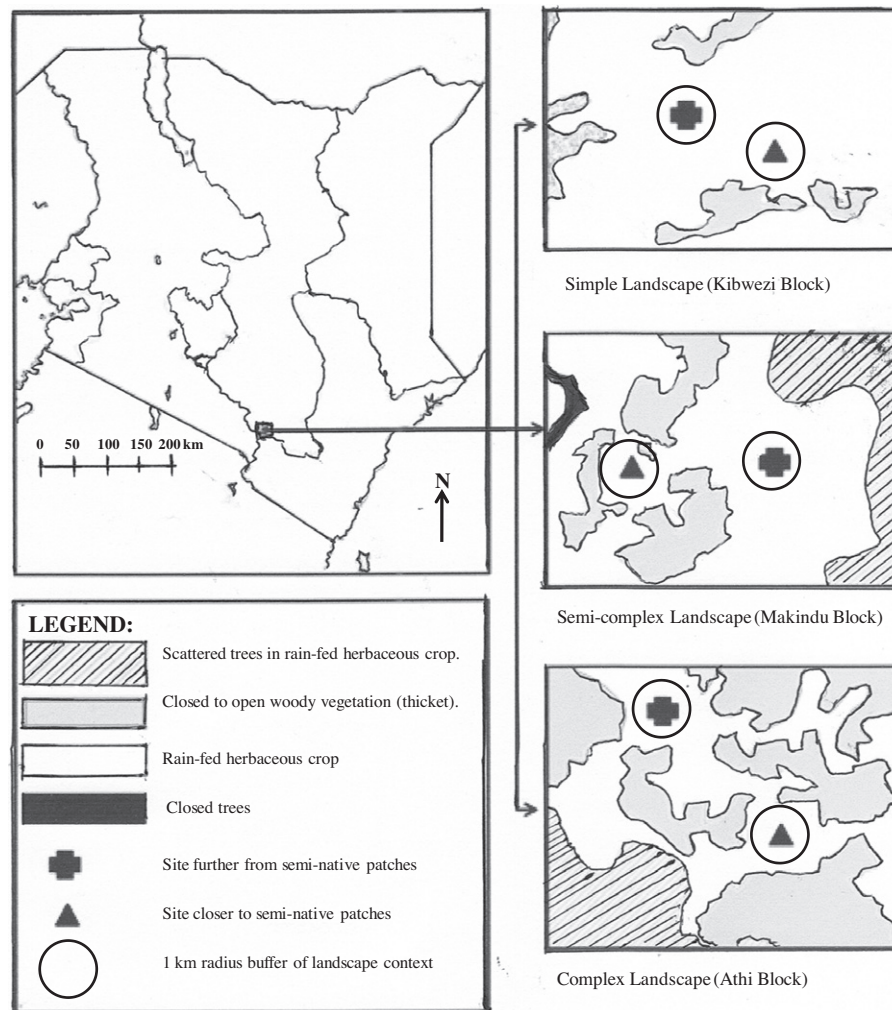 0 50 100 150 200 km
N
Simple Landscape (Kibwezi Block)
Semi-complex Landscape (Makindu Block)
Complex Landscape (Athi Block)
LEGEND:
Scattered trees in rain-fed herbaceous crop.
Closed to open woody vegetation (thicket).
Rain-fed herbaceous crop
Closed trees
Site further from semi-native patches
Site closer to semi-native patches
1 km radius buffer of landscape context